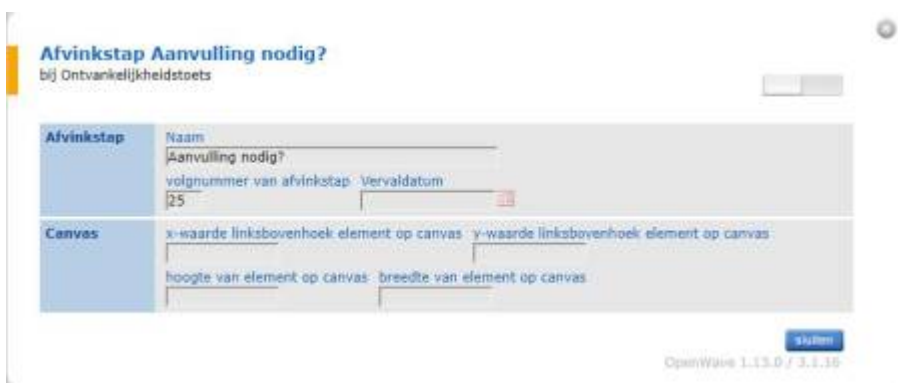 Afvinkstap Aanvulling nodig?
bij Ontvankelijkheidstoets
Afvinkstap
Naam
Aanvulling nodig?
volgnummer van afvinkstap Vervaldatum
25
Canvas
x-waarde linksbovenhoek element op canvas y-waarde linksbovenhoek element op canvas
hoogte van element op canvas breedte van element op canvas
sluiten
OpenWave 1.13.0 / 3.1.16